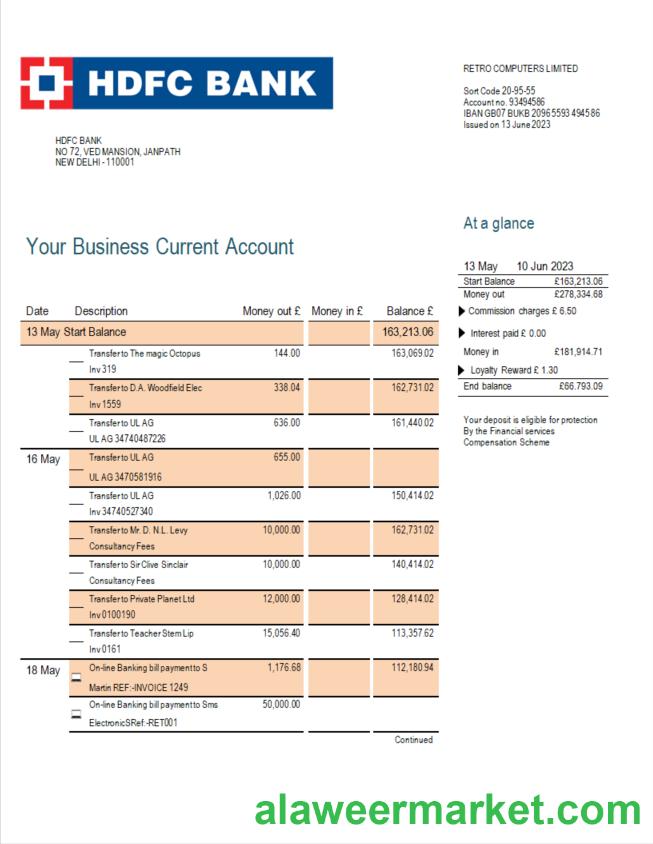 HDFC BANK
RETRO COMPUTERS LIMITED
Sort Code 20-95-55
Account no. 93494586
IBAN GB07 BUKB 20965593 494586
Issued on 13 June 2023
HDFC BANK
NO 72, VED MANSION, JANPATH
NEW DELHI - 110001
At a glance
Your Business Current Account
13 May 10 Jun 2023
Start Balance £163,213.06
Money out £278,334.68
Commission charges £ 6.50
Interest paid £ 0.00
Money in £181,914.71
Loyalty Reward £ 1.30
End balance £66.793.09
Your deposit is eligible for protection
By the Financial services
Compensation Scheme
Date Description Money out £ Money in £ Balance £
13 May Start Balance 163,213.06
Transfer to The magic Octopus 144.00 163,069.02
Inv 319
Transfer to D.A. Woodfield Elec 338.04 162,731.02
Inv 1559
Transfer to UL AG 636.00 161,440.02
UL AG 34740487226
16 May Transfer to UL AG 655.00
UL AG 3470581916
Transfer to UL AG 1,026.00 150,414.02
Inv 34740527340
Transfer to Mr. D. N.L. Levy 10,000.00 162,731.02
Consultancy Fees
Transfer to Sir Clive Sinclair 10,000.00 140,414.02
Consultancy Fees
Transfer to Private Planet Ltd 12,000.00 128,414.02
Inv 0100190
Transfer to Teacher Stem Lip 15,056.40 113,357.62
Inv 0161
18 May On-line Banking bill payment to S 1,176.68 112,180.94
Martin REF:-INVOICE 1249
On-line Banking bill payment to Sms 50,000.00
ElectronicSRef:-RET001
Continued
alaweermarket.com